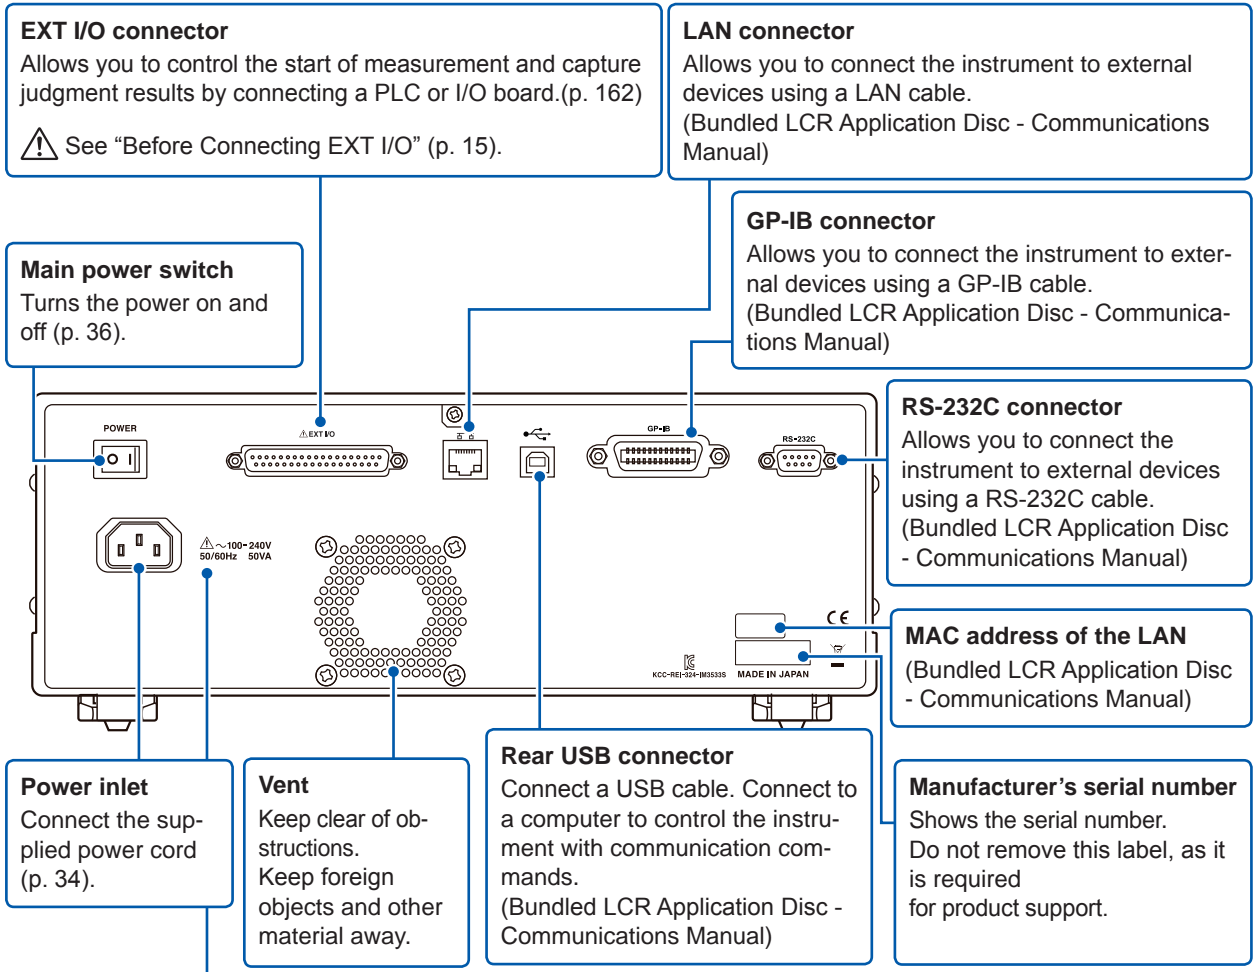 EXT I/O connector
Allows you to control the start of measurement and capture
judgment results by connecting a PLC or I/O board.(p. 162)
See “Before Connecting EXT I/O” (p. 15).
LAN connector
Allows you to connect the instrument to external
devices using a LAN cable.
(Bundled LCR Application Disc - Communications
Manual)
GP-IB connector
Allows you to connect the instrument to exter-
nal devices using a GP-IB cable.
(Bundled LCR Application Disc - Communica-
tions Manual)
Main power switch
Turns the power on and
off (p. 36).
RS-232C connector
Allows you to connect the
instrument to external devices
using a RS-232C cable.
(Bundled LCR Application Disc
- Communications Manual)
POWER
EXT I/O
GP-IB
RS-232C
~100-240V
50/60Hz 50VA
CE
KCC-REI-324-IM3533S
MADE IN JAPAN
MAC address of the LAN
(Bundled LCR Application Disc
- Communications Manual)
Power inlet
Connect the sup-
plied power cord
(p. 34).
Vent
Keep clear of ob-
structions.
Keep foreign
objects and other
material away.
Rear USB connector
Connect a USB cable. Connect to
a computer to control the instru-
ment with communication com-
mands.
(Bundled LCR Application Disc -
Communications Manual)
Manufacturer’s serial number
Shows the serial number.
Do not remove this label, as it
is required
for product support.